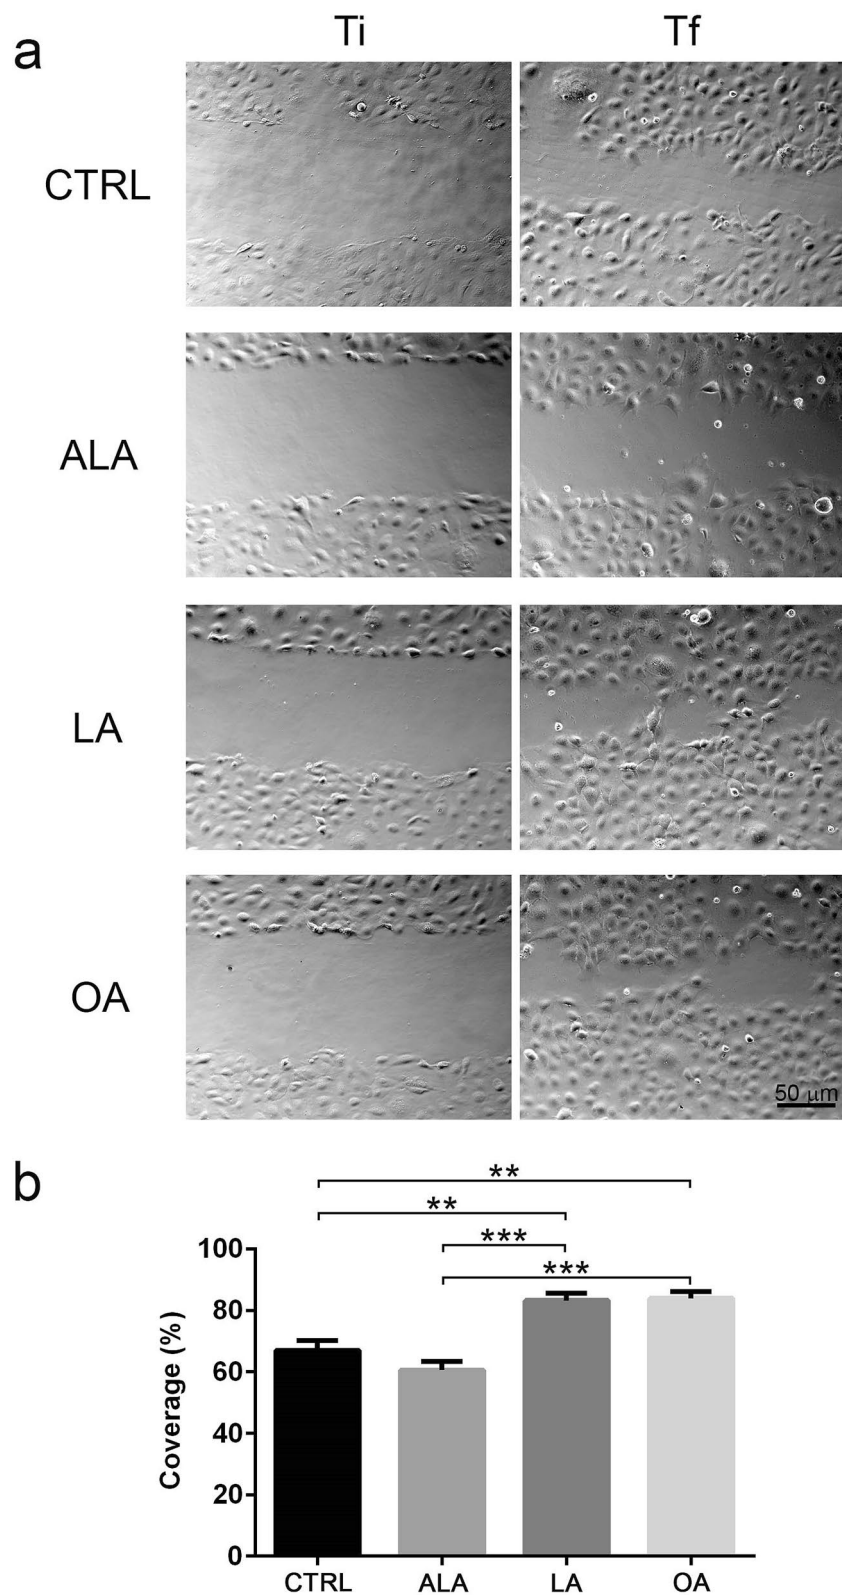 a
Ti Tf
CTRL
ALA
LA
OA
50 μm
b
**
**
***
***
100
80
60
40
20
0
Coverage (%)
CTRL ALA LA OA